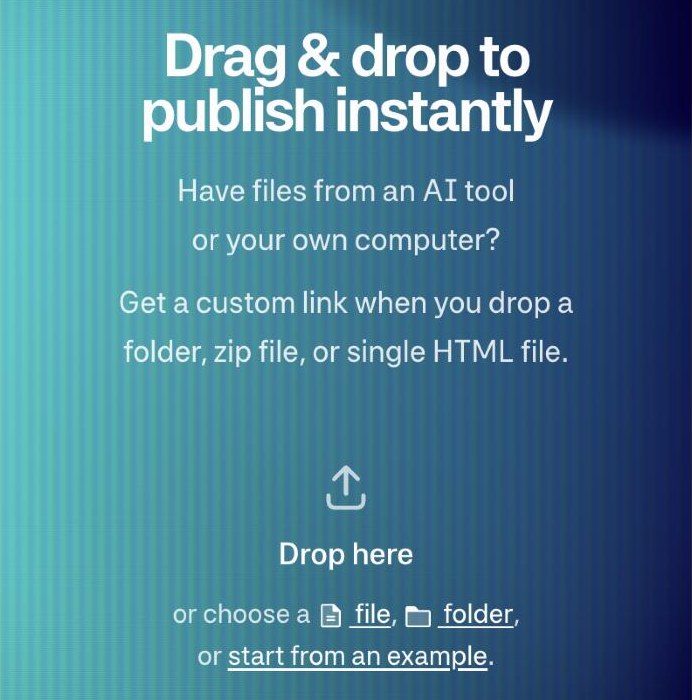 Drag & drop to
publish instantly
Have files from an AI tool
or your own computer?
Get a custom link when you drop a
folder, zip file, or single HTML file.
Drop here
or choose a file, folder,
or start from an example.